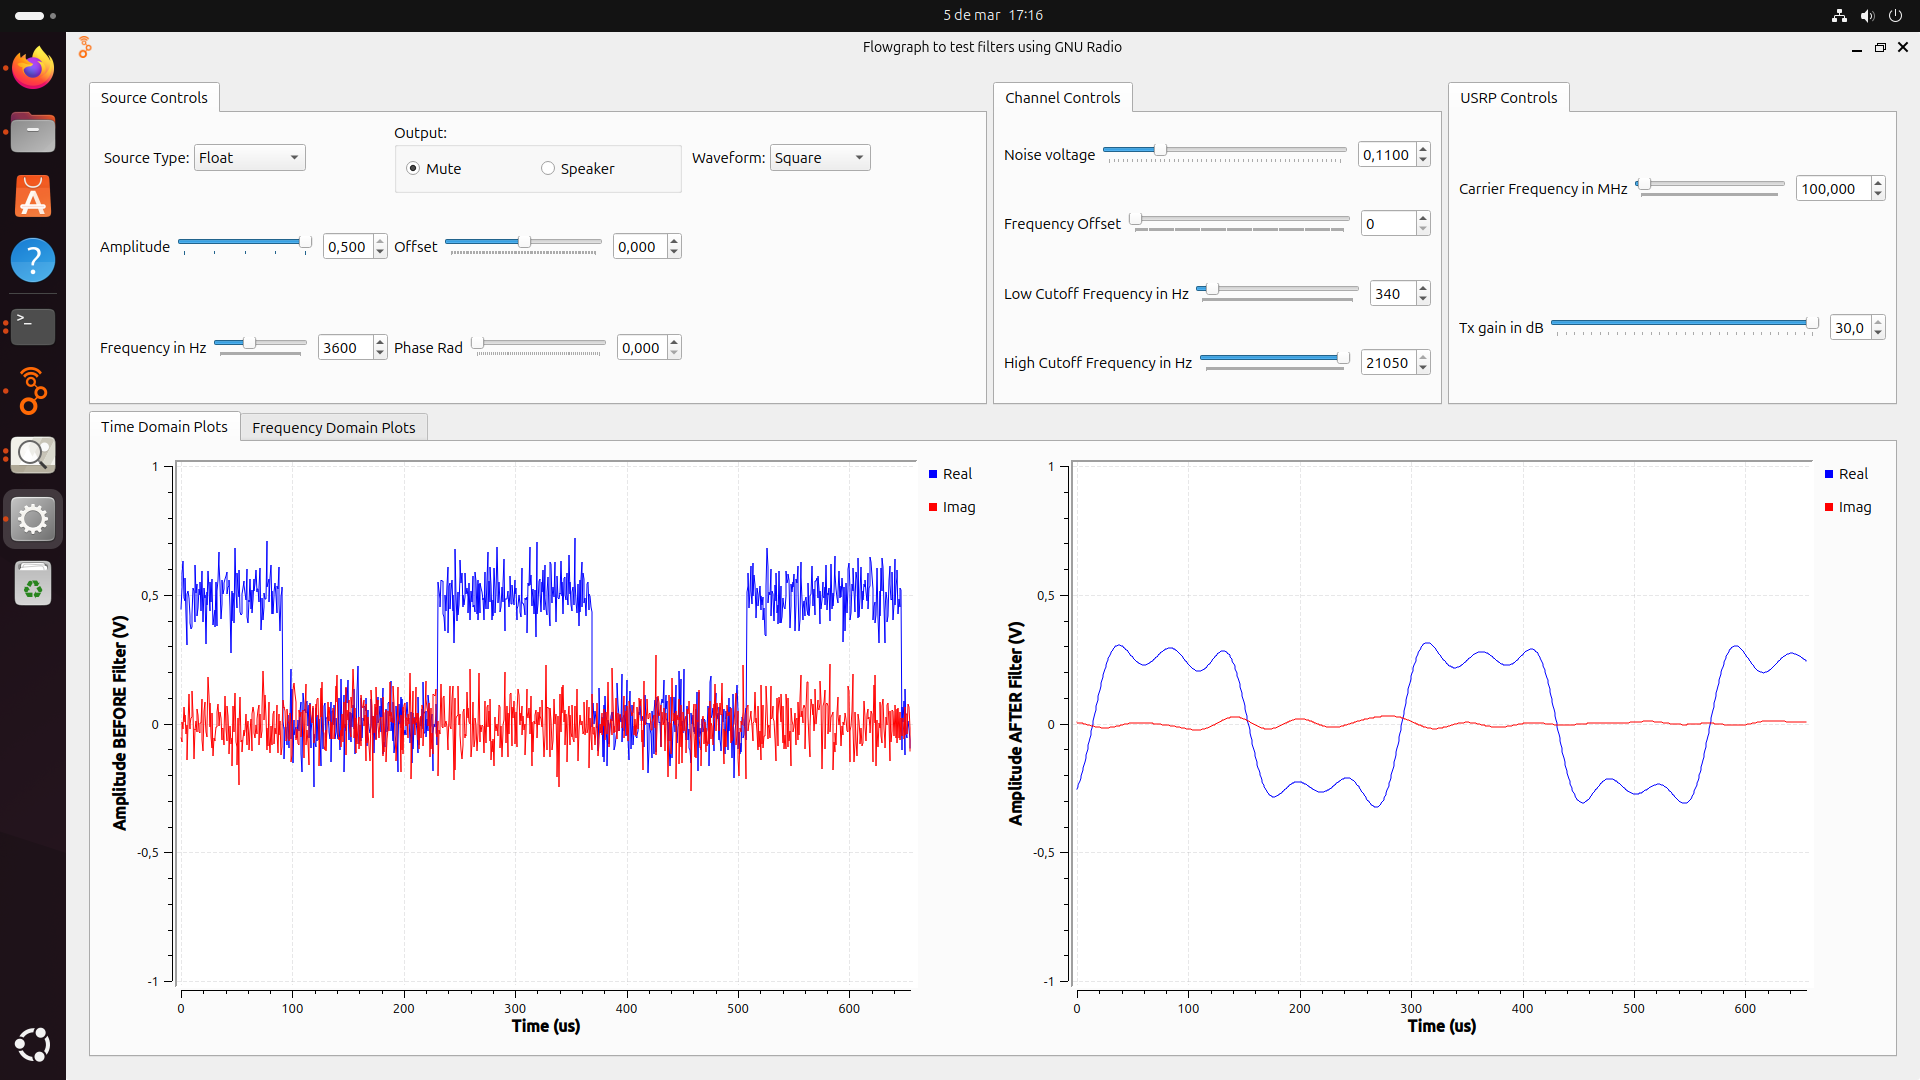 5 de mar 17:16
Flowgraph to test filters using GNU Radio
Source Controls
Source Type: Float
Output:
Mute
Speaker
Waveform: Square
Amplitude
0,500
Offset
0,000
Frequency in Hz
3600
Phase Rad
0,000
Channel Controls
Noise voltage
0,1100
Frequency Offset
0
Low Cutoff Frequency in Hz
340
High Cutoff Frequency in Hz
21050
USRP Controls
Carrier Frequency in MHz
100,000
Tx gain in dB
30,0
Time Domain Plots
Frequency Domain Plots
Amplitude BEFORE Filter (V)
1
0,5
0
-0,5
-1
0 100 200 300 400 500 600
Time (us)
Real
Imag
Amplitude AFTER Filter (V)
1
0,5
0
-0,5
-1
0 100 200 300 400 500 600
Time (us)
Real
Imag